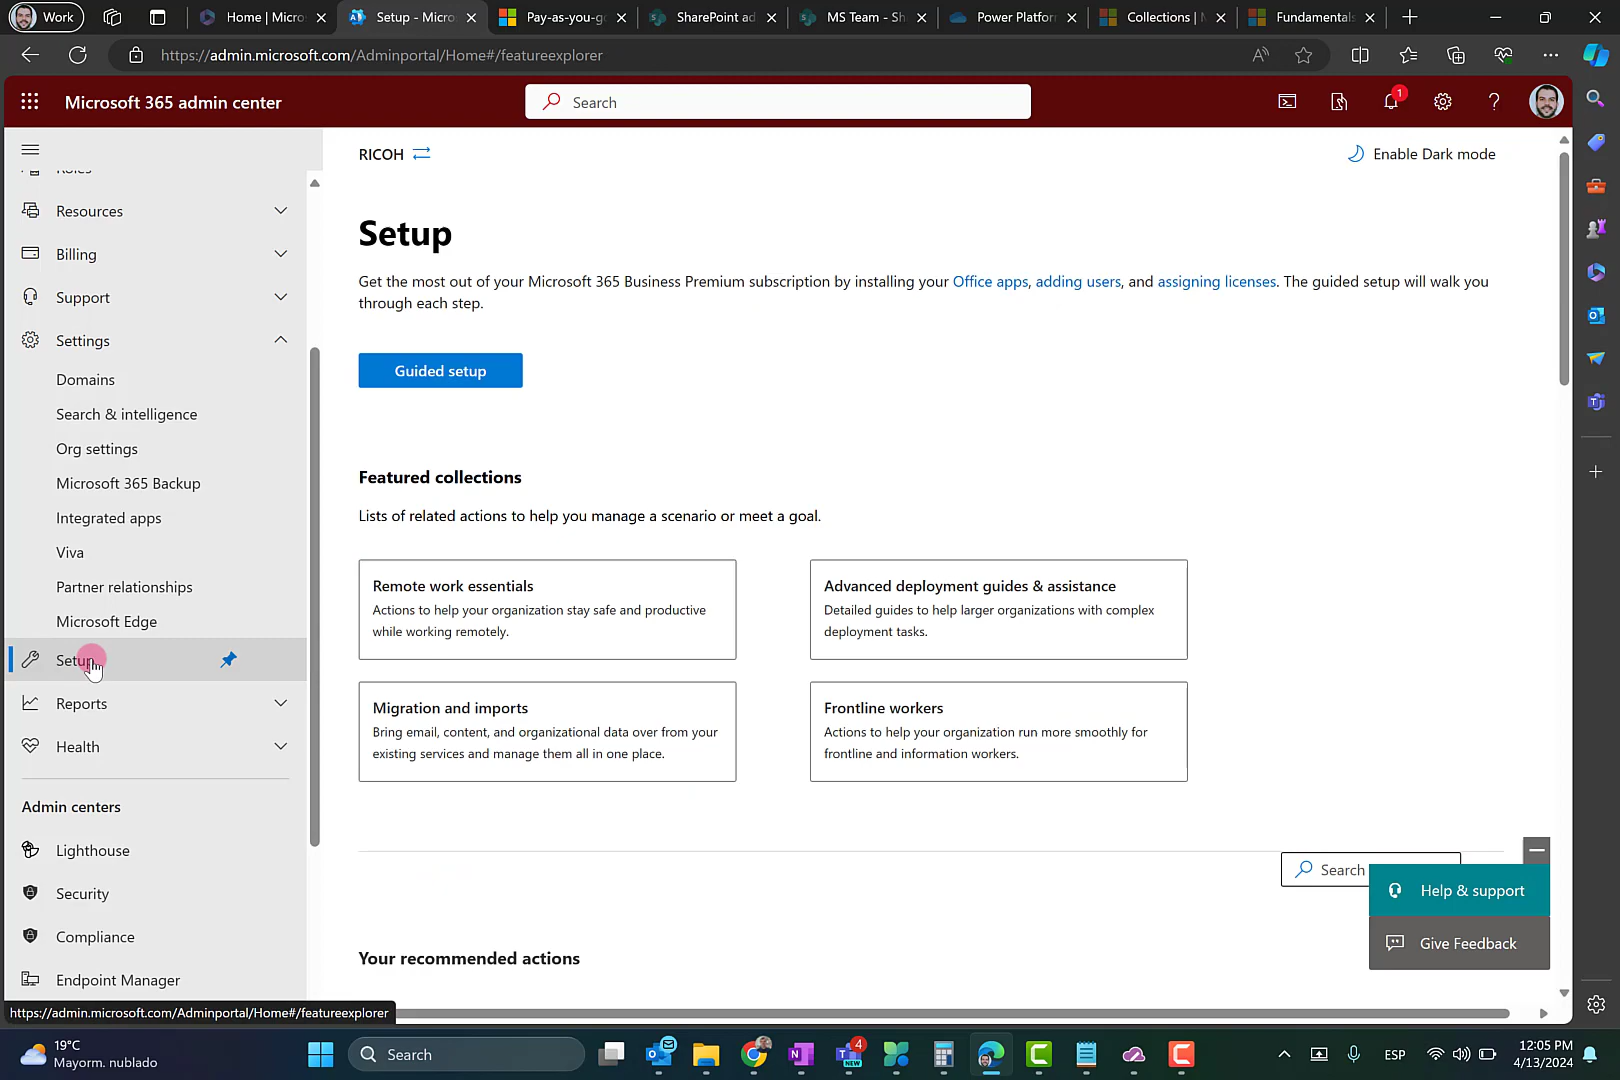 Work
Home | Micros
Setup - Micro
Pay-as-you-g
SharePoint ad
MS Team - Sh
Power Platfor
Collections | M
Fundamentals
https://admin.microsoft.com/Adminportal/Home#/featureexplorer
Microsoft 365 admin center
Search
1
RICOH
Enable Dark mode
Roles
Resources
Billing
Support
Settings
Domains
Search & intelligence
Org settings
Microsoft 365 Backup
Integrated apps
Viva
Partner relationships
Microsoft Edge
Setup
Reports
Health
Admin centers
Lighthouse
Security
Compliance
Endpoint Manager
Setup
Get the most out of your Microsoft 365 Business Premium subscription by installing your Office apps, adding users, and assigning licenses. The guided setup will walk you
through each step.
Guided setup
Featured collections
Lists of related actions to help you manage a scenario or meet a goal.
Remote work essentials
Actions to help your organization stay safe and productive
while working remotely.
Advanced deployment guides & assistance
Detailed guides to help larger organizations with complex
deployment tasks.
Migration and imports
Bring email, content, and organizational data over from your
existing services and manage them all in one place.
Frontline workers
Actions to help your organization run more smoothly for
frontline and information workers.
Search
Help & support
Give Feedback
Your recommended actions
https://admin.microsoft.com/Adminportal/Home#/featureexplorer
19°C
Mayorm. nublado
Search
4
NEW
ESP
12:05 PM
4/13/2024